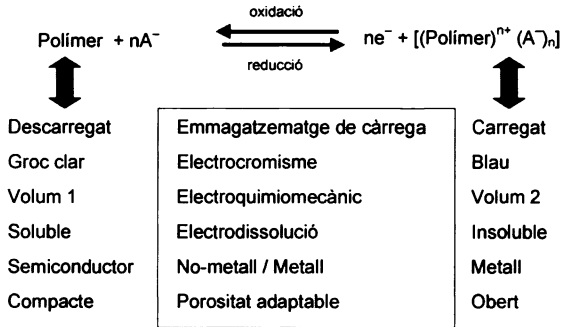 oxidació
Polímer + nA⁻ ne⁻ + [(Polímer)ⁿ⁺ (A⁻)ₙ]
reducció
Descarregat Emmagatzematge de càrrega Carregat
Groc clar Electrocromisme Blau
Volum 1 Electroquimiomecànic Volum 2
Soluble Electrodissolució Insoluble
Semiconductor No-metall / Metall Metall
Compacte Porositat adaptable Obert